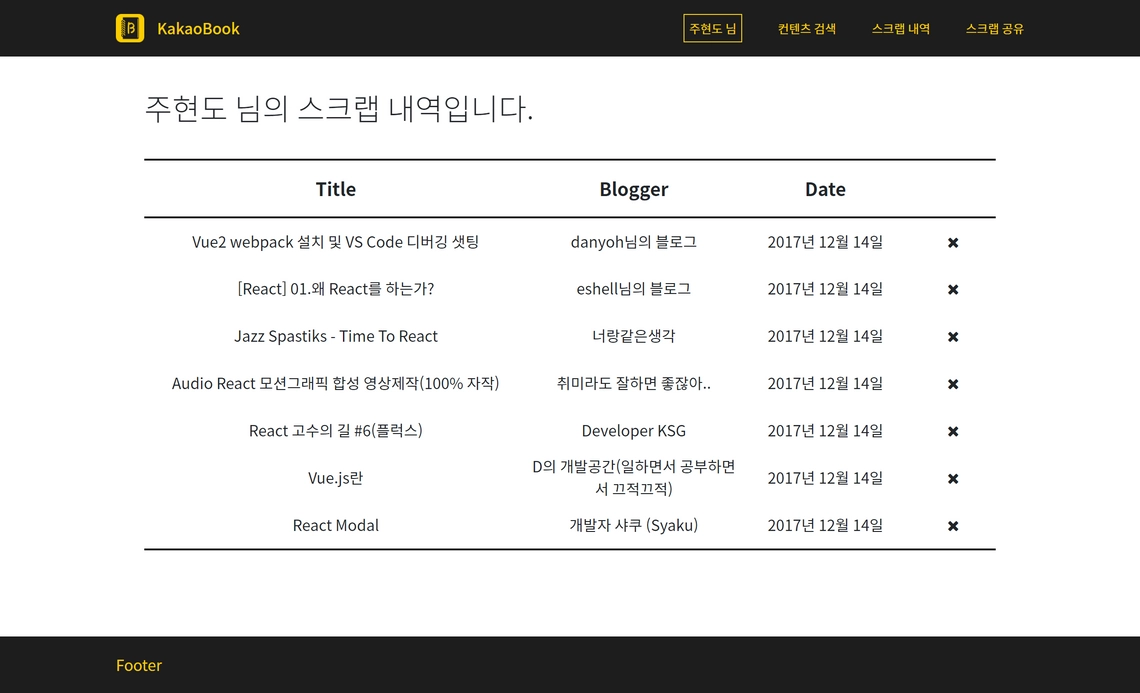 KakaoBook
주현도 님 컨텐츠 검색 스크랩 내역 스크랩 공유
주현도 님의 스크랩 내역입니다.
Title Blogger Date
Vue2 webpack 설치 및 VS Code 디버깅 샛팅 danyoh님의 블로그 2017년 12월 14일 ✖
[React] 01.왜 React를 하는가? eshell님의 블로그 2017년 12월 14일 ✖
Jazz Spastiks - Time To React 너랑같은생각 2017년 12월 14일 ✖
Audio React 모션그래픽 합성 영상제작(100% 자작) 취미라도 잘하면 좋잖아.. 2017년 12월 14일 ✖
React 고수의 길 #6(플럭스) Developer KSG 2017년 12월 14일 ✖
Vue.js란 D의 개발공간(일하면서 공부하면
서 끄적끄적) 2017년 12월 14일 ✖
React Modal 개발자 샤쿠 (Syaku) 2017년 12월 14일 ✖
Footer